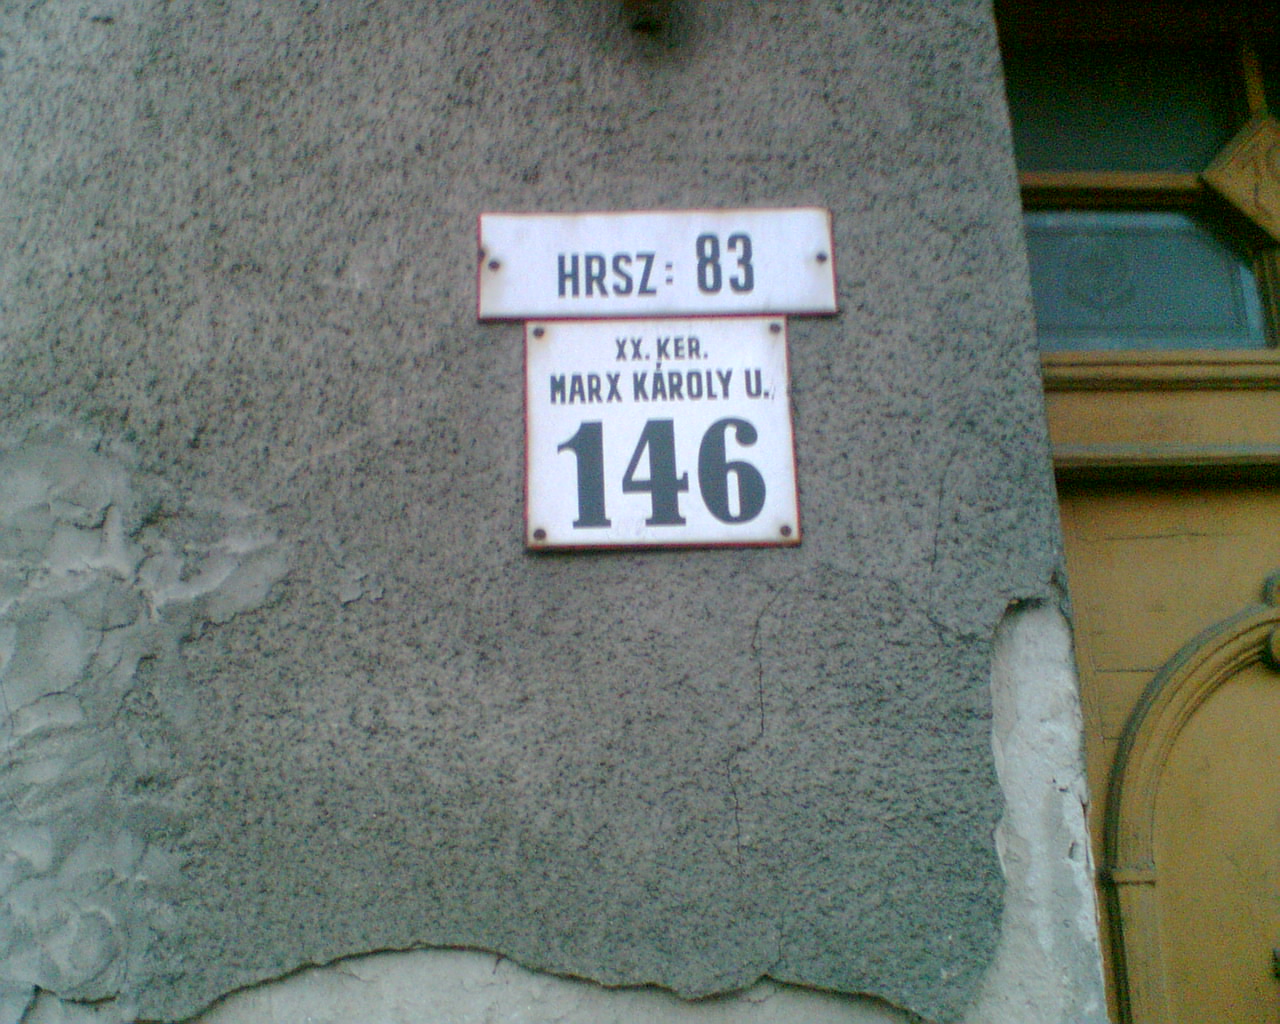 HRSZ: 83
XX. KER.
MARX KÁROLY U.
146